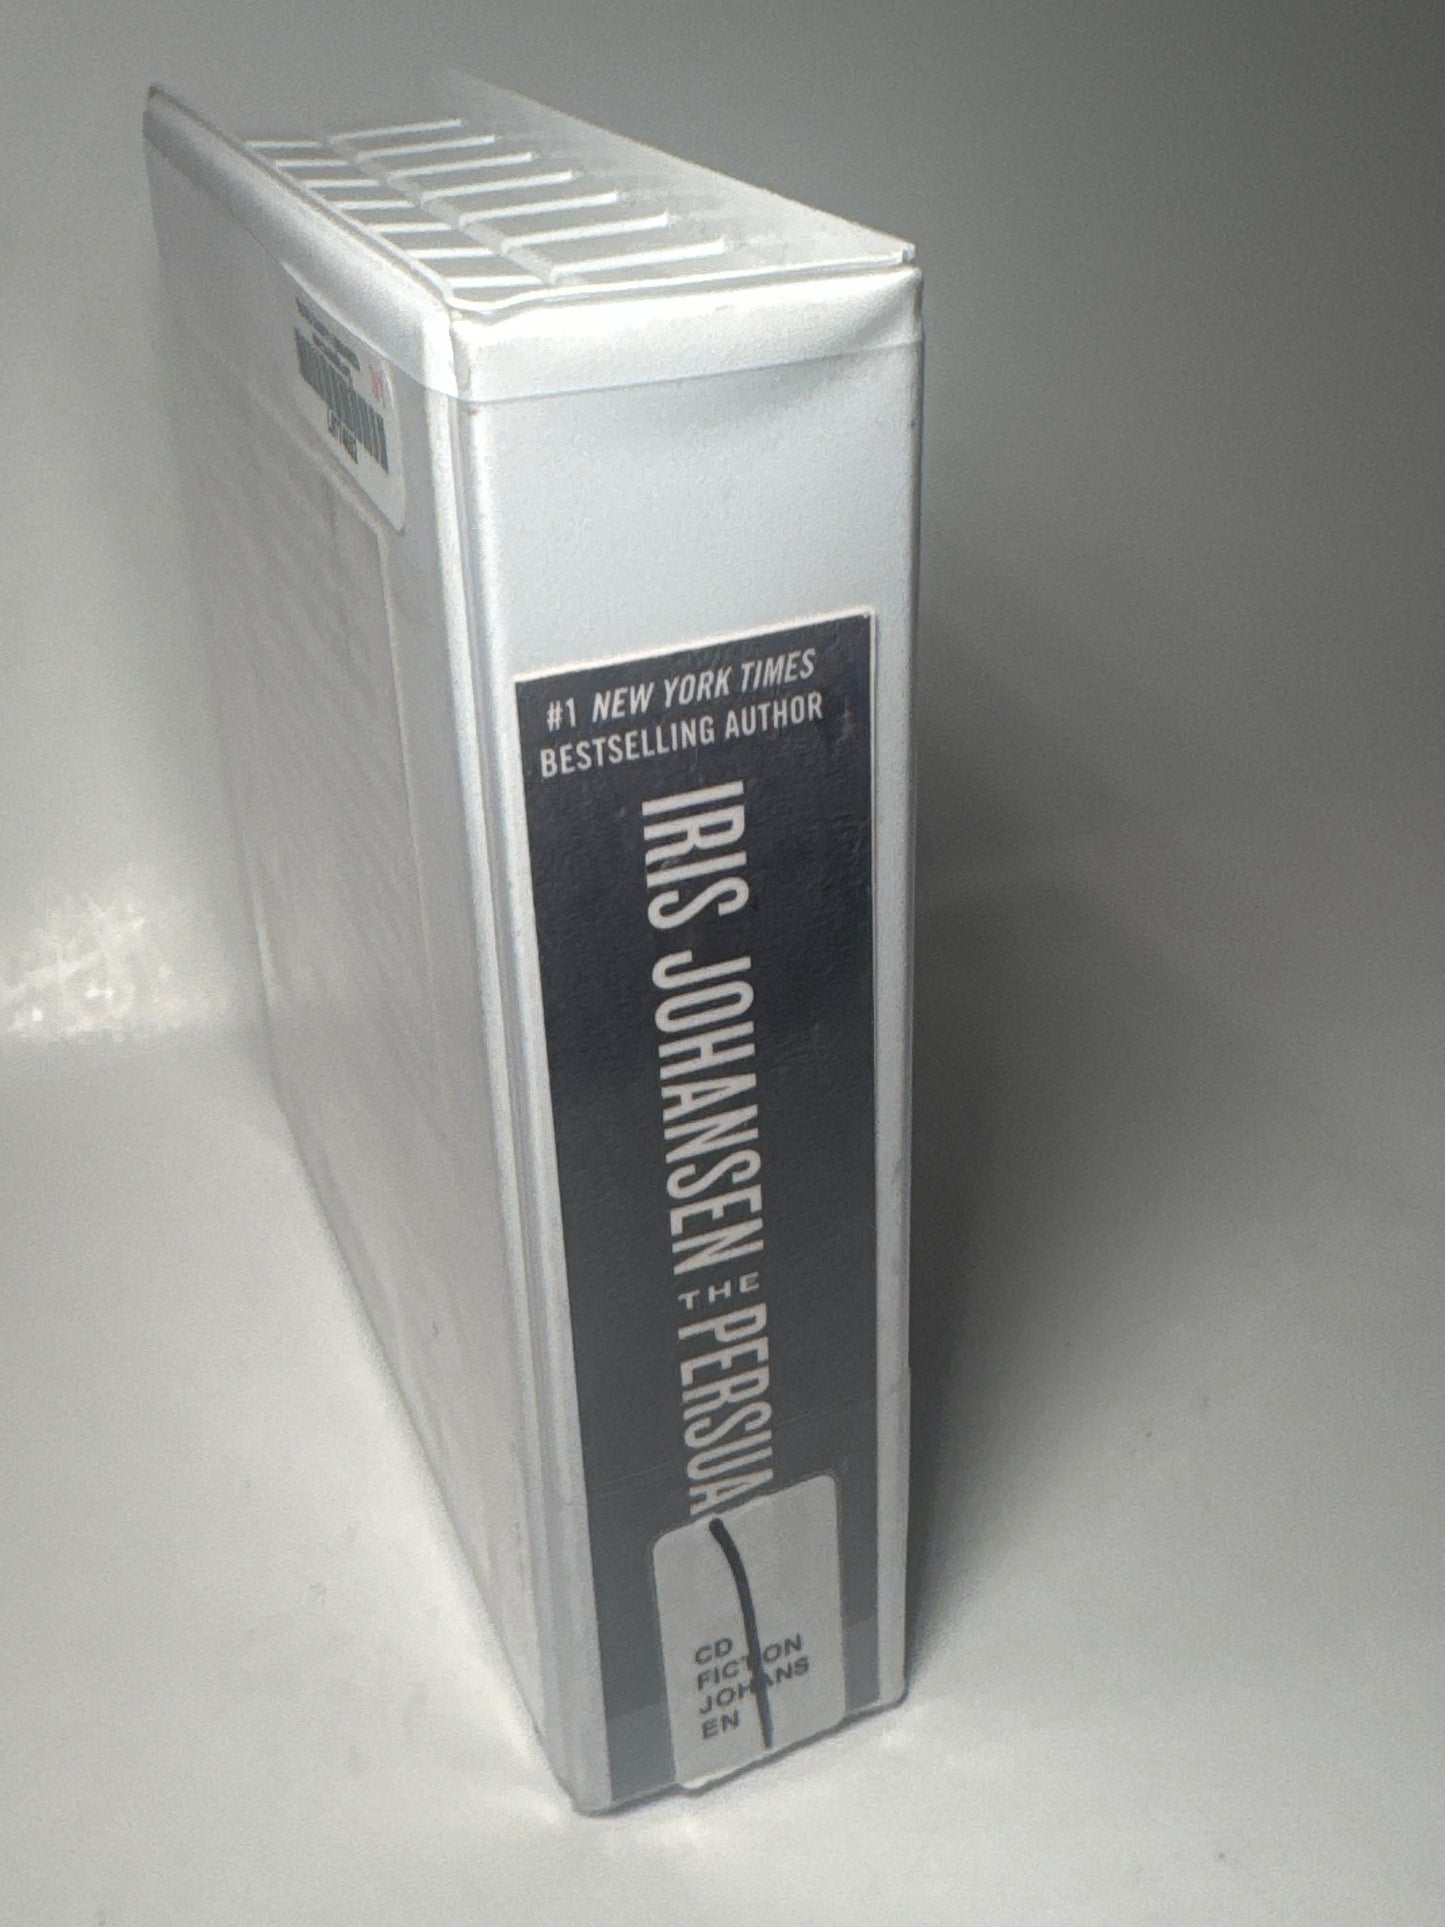 #1 NEW YORK TIMES
BESTSELLING AUTHOR
IRIS JOHANSEN
THE
PERSUA
CD
FICTION
JOHANS
EN